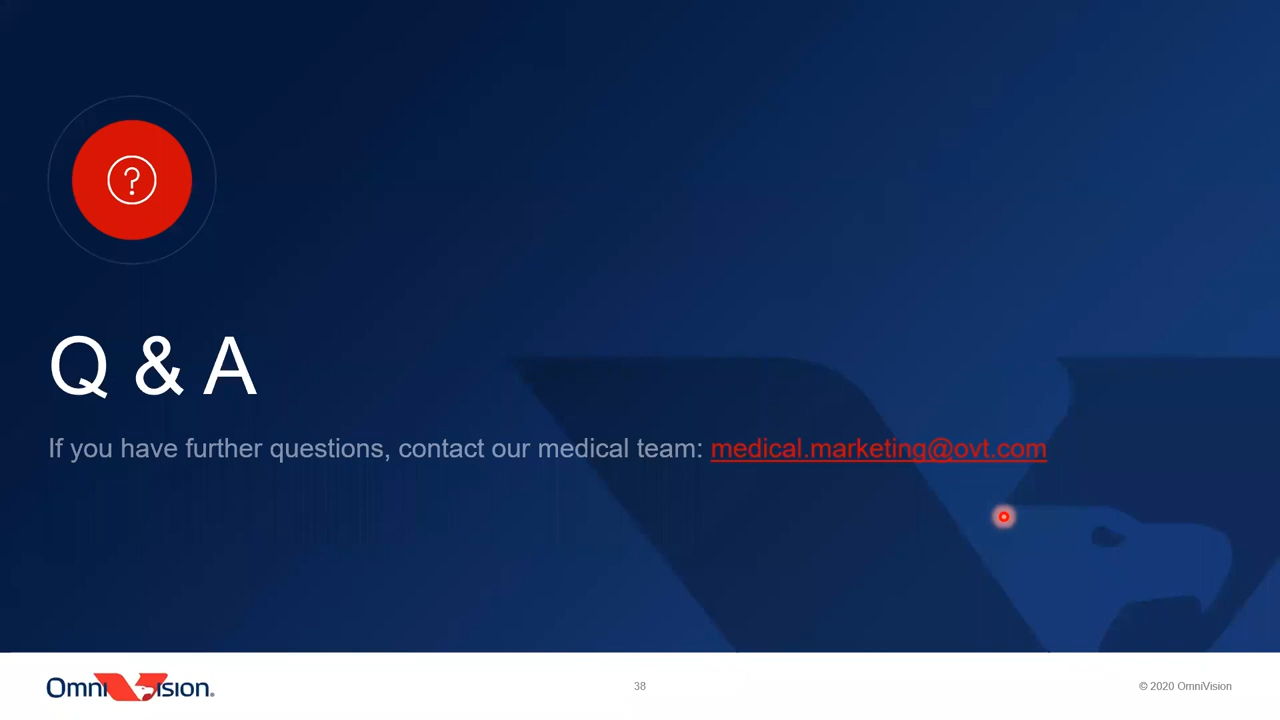 ?
Q & A
If you have further questions, contact our medical team: medical.marketing@ovt.com
OmniVision®
38
© 2020 OmniVision